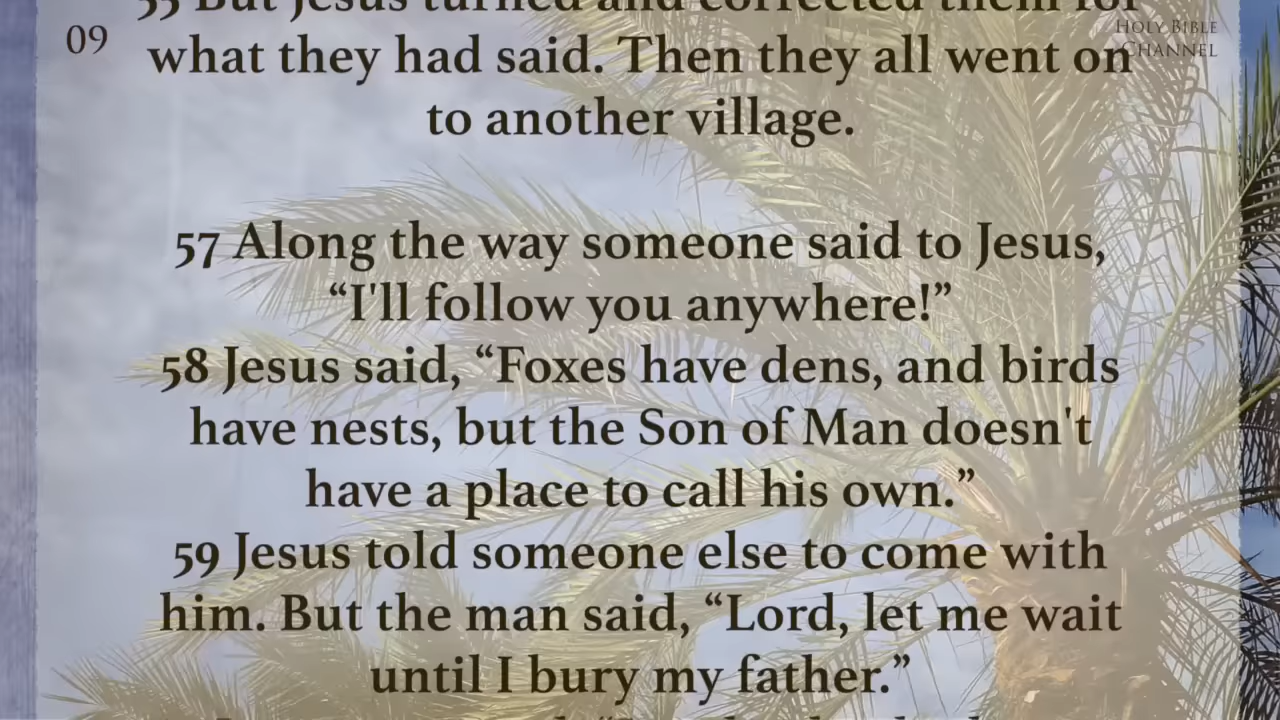 55 But Jesus turned and corrected them for
09
HOLY BIBLE
CHANNEL
what they had said. Then they all went on
to another village.
57 Along the way someone said to Jesus,
“I'll follow you anywhere!”
58 Jesus said, “Foxes have dens, and birds
have nests, but the Son of Man doesn't
have a place to call his own.”
59 Jesus told someone else to come with
him. But the man said, “Lord, let me wait
until I bury my father.”